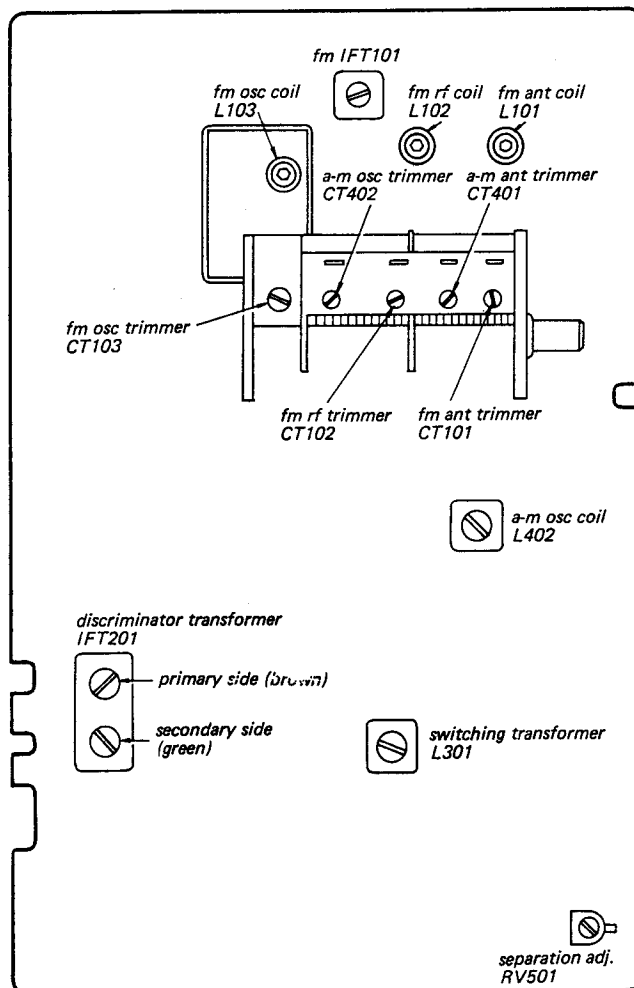 fm IFT101
fm osc coil
L103
fm rf coil
L102
fm ant coil
L101
a-m osc trimmer
CT402
a-m ant trimmer
CT401
fm osc trimmer
CT103
fm rf trimmer
CT102
fm ant trimmer
CT101
a-m osc coil
L402
discriminator transformer
IFT201
primary side (brown)
secondary side
(green)
switching transformer
L301
separation adj.
RV501